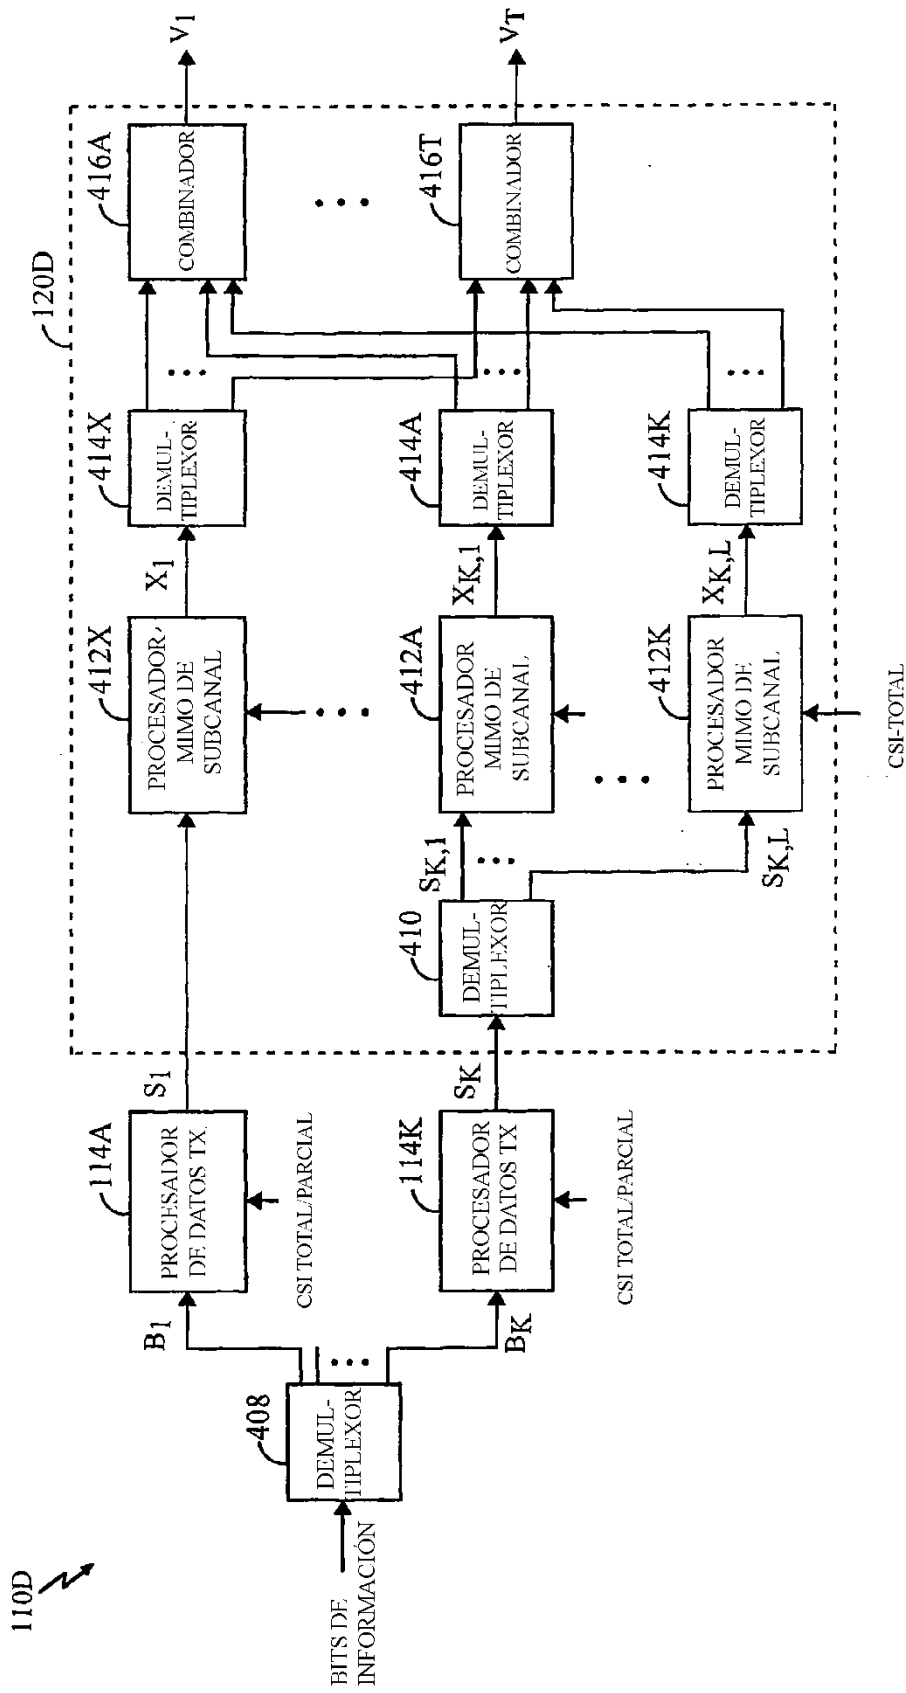 110D
BITS DE
INFORMACIÓN
408
DEMUL-
TIPLEXOR
B1
BK
114A
PROCESADOR
DE DATOS TX
CSI TOTAL/PARCIAL
114K
PROCESADOR
DE DATOS TX
CSI TOTAL/PARCIAL
S1
SK
120D
410
DEMUL-
TIPLEXOR
SK,1
SK,L
412X
PROCESADOR
MIMO DE
SUBCANAL
412A
PROCESADOR
MIMO DE
SUBCANAL
412K
PROCESADOR
MIMO DE
SUBCANAL
CSI-TOTAL
X1
XK,1
XK,L
414X
DEMUL-
TIPLEXOR
414A
DEMUL-
TIPLEXOR
414K
DEMUL-
TIPLEXOR
416A
COMBINADOR
416T
COMBINADOR
V1
VT